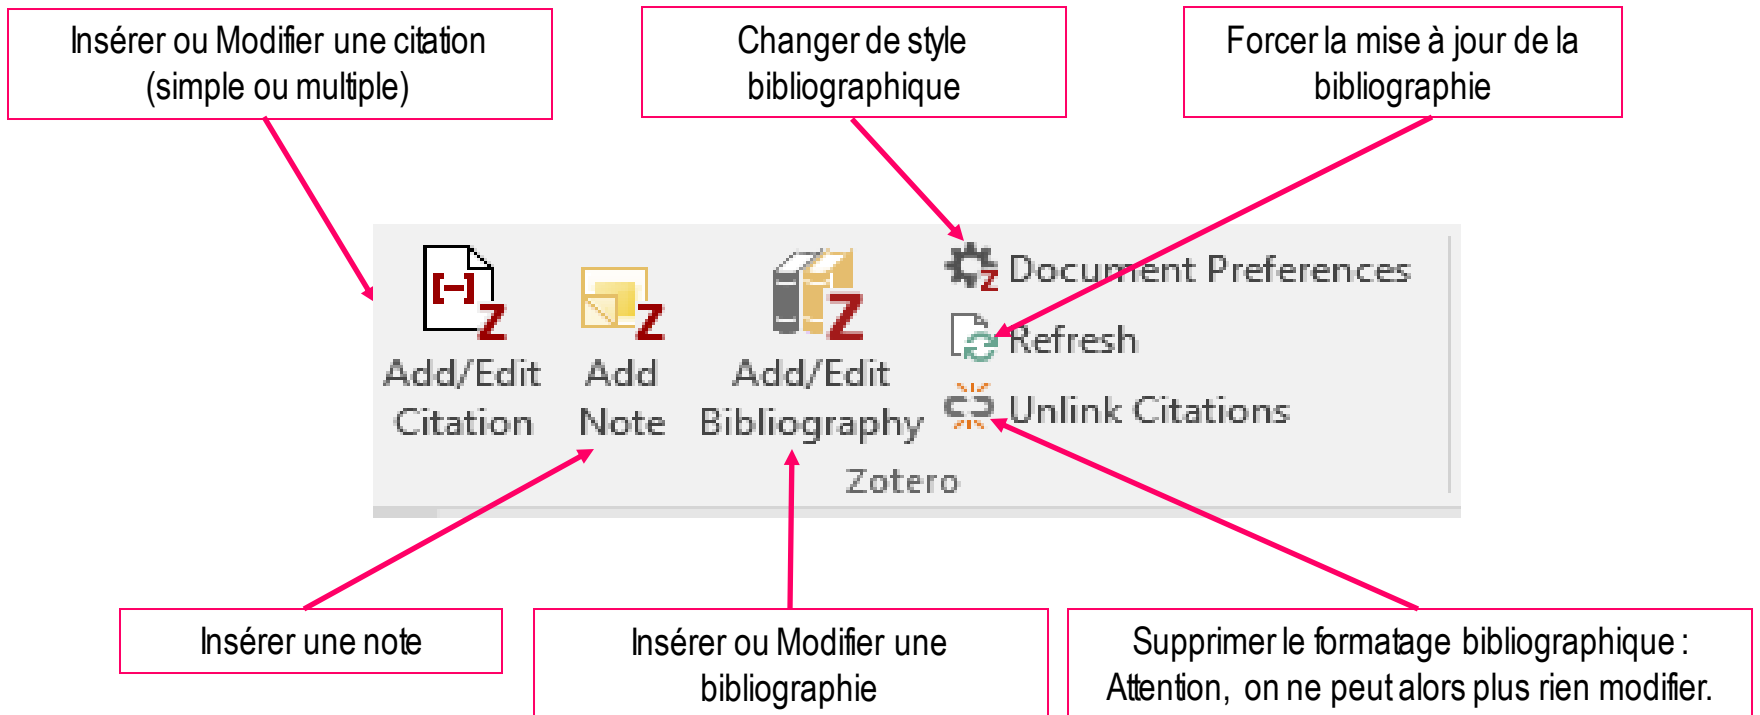 Insérer ou Modifier une citation
(simple ou multiple)
Changer de style
bibliographique
Forcer la mise à jour de la
bibliographie
[-]
Z
Add/Edit
Citation
Z
Add
Note
Z
Add/Edit
Bibliography
Z
Document Preferences
Refresh
Unlink Citations
Zotero
Insérer une note
Insérer ou Modifier une
bibliographie
Supprimer le formatage bibliographique :
Attention, on ne peut alors plus rien modifier.